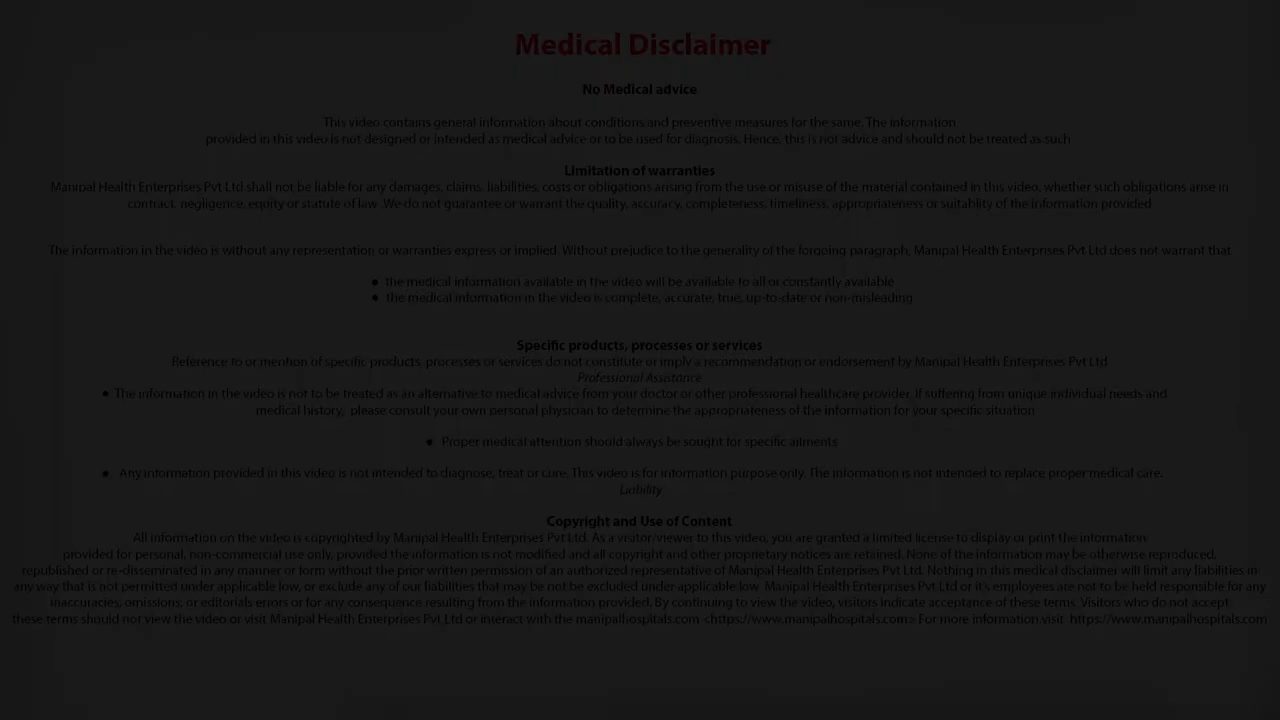 Medical Disclaimer
No Medical advice
This video contains general information about conditions and preventive measures for the same. The information
provided in this video is not designed or intended as medical advice or to be used for diagnosis. Hence, this is not advice and should not be treated as such
Limitation of warranties
Manipal Health Enterprises Pvt Ltd shall not be liable for any damages, claims, liabilities, costs or obligations arising from the use or misuse of the material contained in this video, whether such obligations arise in
contract, negligence, equity or statute of law .We do not guarantee or warrant the quality, accuracy, completeness, timeliness, appropriateness or suitablity of the information provided
The information in the video is without any representation or warranties express or implied. Without prejudice to the generality of the forgoing paragraph, Manipal Health Enterprises Pvt Ltd does not warrant that
● the medical information available in the video will be available to all or constantly available
● the medical information in the video is complete, accurate, true, up-to-date or non-misleading
Specific products, processes or services
Reference to or mention of specific products, processes or services do not constitute or imply a recommendation or endorsement by Manipal Health Enterprises Pvt Ltd
Professional Assistance
● The information in the video is not to be treated as an alternative to medical advice from your doctor or other professional healthcare provider. If suffering from unique individual needs and
medical history, please consult your own personal physician to determine the appropriateness of the information for your specific situation
● Proper medical attention should always be sought for specific ailments
● Any information provided in this video is not intended to diagnose, treat or cure. This video is for information purpose only. The information is not intended to replace proper medical care.
Liability
Copyright and Use of Content
All information on the video is copyrighted by Manipal Health Enterprises Pvt Ltd. As a visitor/viewer to this video, you are granted a limited license to display or print the information
provided for personal, non-commercial use only, provided the information is not modified and all copyright and other proprietary notices are retained. None of the information may be otherwise reproduced,
republished or re-disseminated in any manner or form without the prior written permission of an authorized representative of Manipal Health Enterprises Pvt Ltd. Nothing in this medical disclaimer will limit any liabilities in
any way that is not permitted under applicable low, or exclude any of our liabilities that may be not be excluded under applicable low Manipal Health Enterprises Pvt Ltd or it's employees are not to be held responsible for any
inaccuracies, omissions, or editorials errors or for any consequence resulting from the information provided. By continuing to view the video, visitors indicate acceptance of these terms. Visitors who do not accept
these terms should not view the video or visit Manipal Health Enterprises Pvt Ltd or interact with the manipalhospitals.com <https://www.manipalhospitals.com> For more information visit https://www.manipalhospitals.com